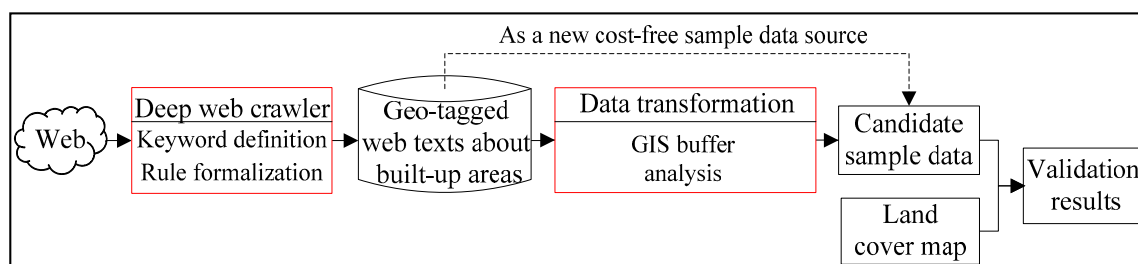 As a new cost-free sample data source
Web
Deep web crawler
Keyword definition
Rule formalization
Geo-tagged
web texts about
built-up areas
Data transformation
GIS buffer
analysis
Candidate
sample data
Land
cover map
Validation
results